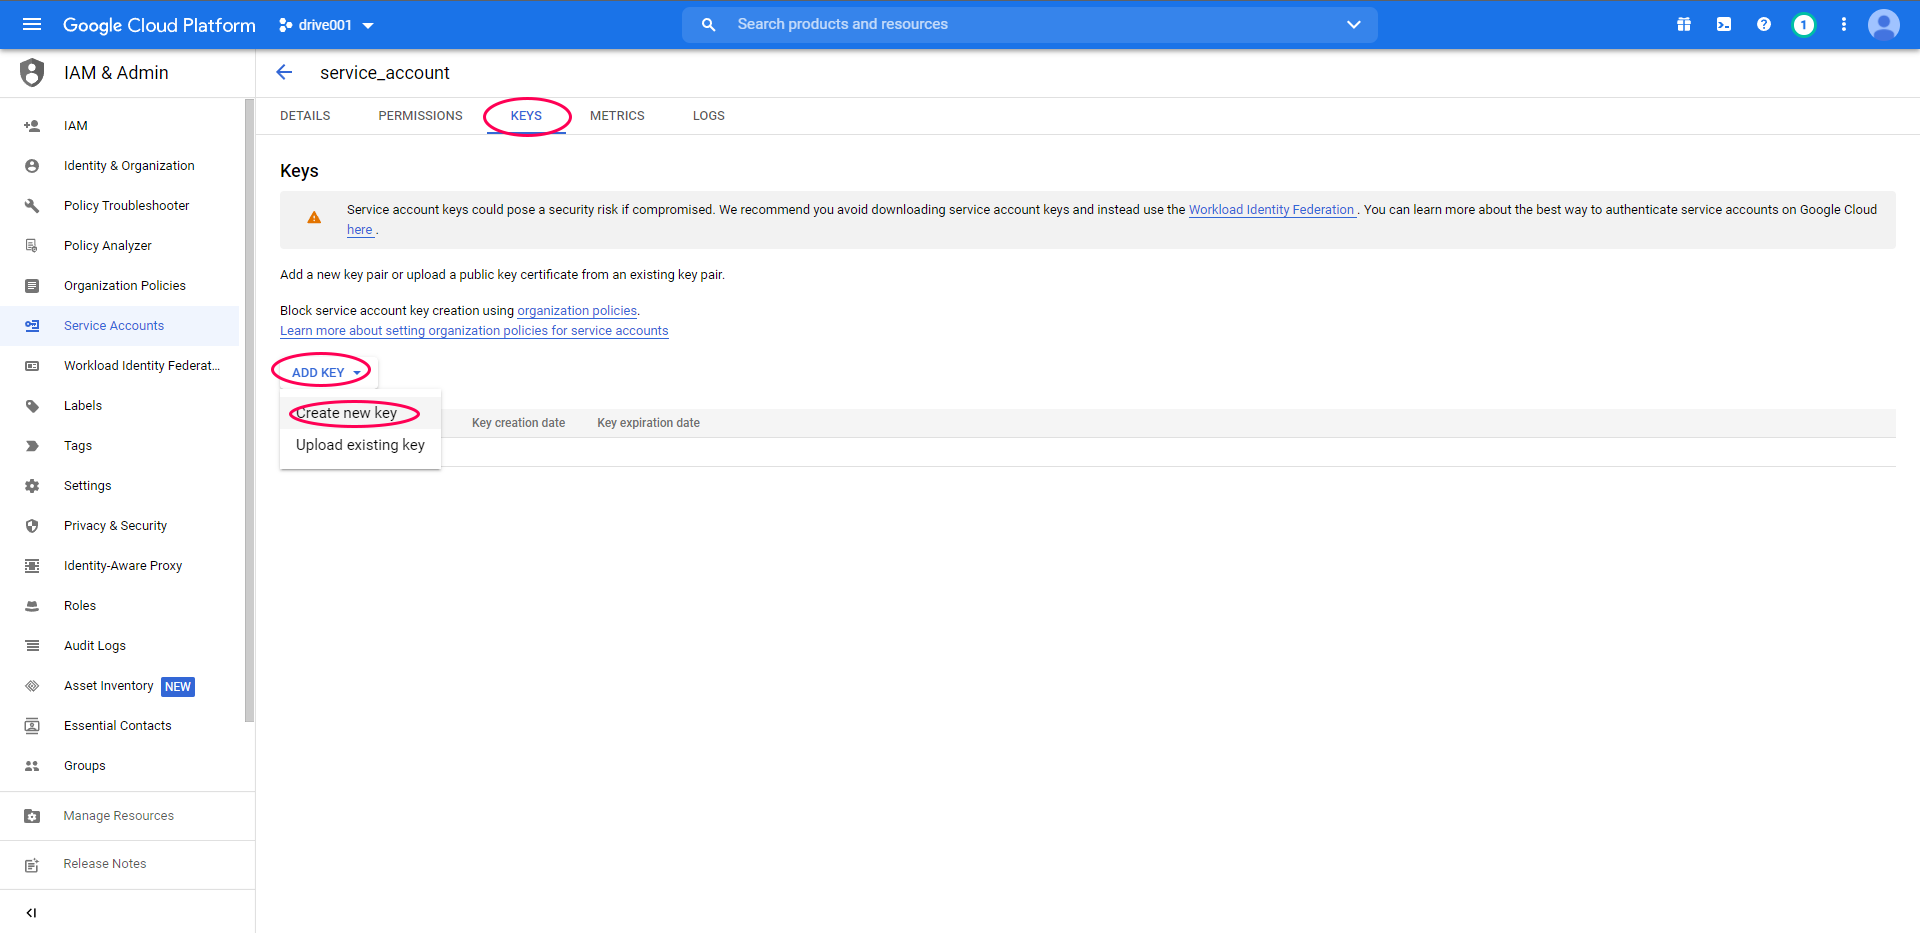 Google Cloud Platform
drive001
Search products and resources
1
IAM & Admin
service_account
DETAILS
PERMISSIONS
KEYS
METRICS
LOGS
IAM
Identity & Organization
Policy Troubleshooter
Policy Analyzer
Organization Policies
Service Accounts
Workload Identity Federat...
Labels
Tags
Settings
Privacy & Security
Identity-Aware Proxy
Roles
Audit Logs
Asset Inventory NEW
Essential Contacts
Groups
Manage Resources
Release Notes
Keys
Service account keys could pose a security risk if compromised. We recommend you avoid downloading service account keys and instead use the Workload Identity Federation . You can learn more about the best way to authenticate service accounts on Google Cloud
here .
Add a new key pair or upload a public key certificate from an existing key pair.
Block service account key creation using organization policies.
Learn more about setting organization policies for service accounts
ADD KEY
Create new key
Upload existing key
Key creation date
Key expiration date